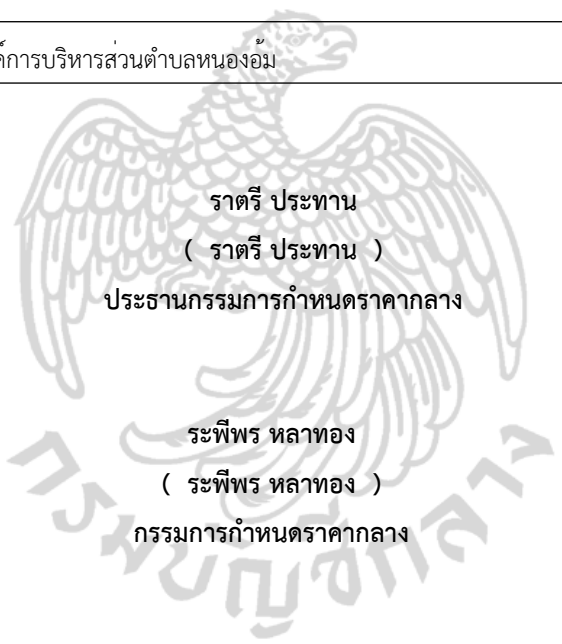 การบริหารส่วนตำบลหนองอ้ม
ราตรี ประทาน
( ราตรี ประทาน )
ประธานกรรมการกำหนดราคากลาง
ระพีพร หลาทอง
( ระพีพร หลาทอง )
กรรมการกำหนดราคากลาง
กรมบัญชีกลาง